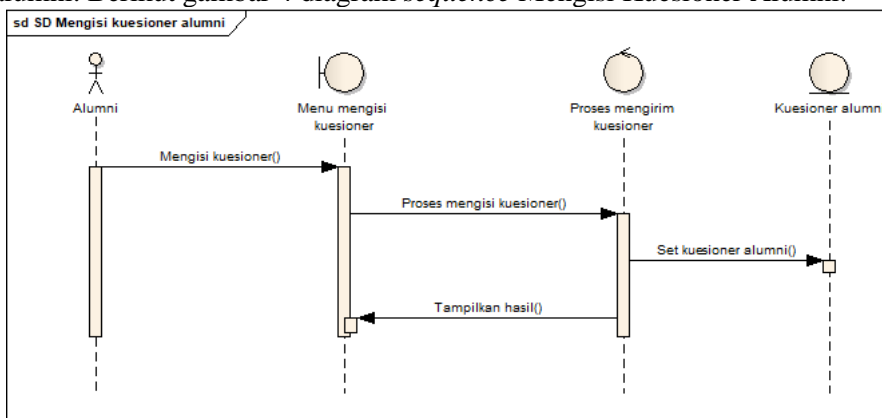 Berikut gambar 4 diagram sequence Mengisi Kuesioner Alumni.
sd SD Mengisi kuesioner alumni
Alumni
Menu mengisi
kuesioner
Proses mengirim
kuesioner
Kuesioner alumn
Mengisi kuesioner()
Proses mengisi kuesioner()
Set kuesioner alumni()
Tampilkan hasil()